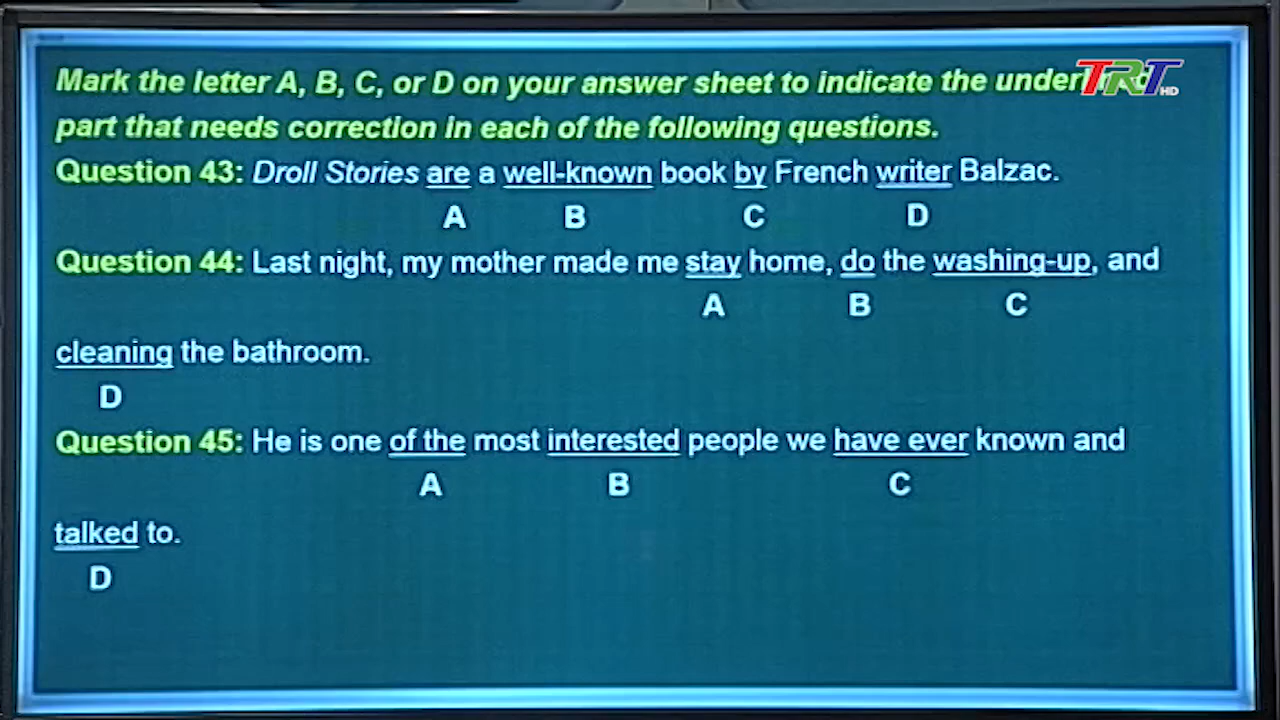 Mark the letter A, B, C, or D on your answer sheet to indicate the
TRT HD
part that needs correction in each of the following questions.
Question 43: Droll Stories are a well-known book by French writer Balzac.
A B C D
Question 44: Last night, my mother made me stay home, do the washing-up, and
A B C
cleaning the bathroom.
D
Question 45: He is one of the most interested people we have ever known and
A B C
talked to.
D